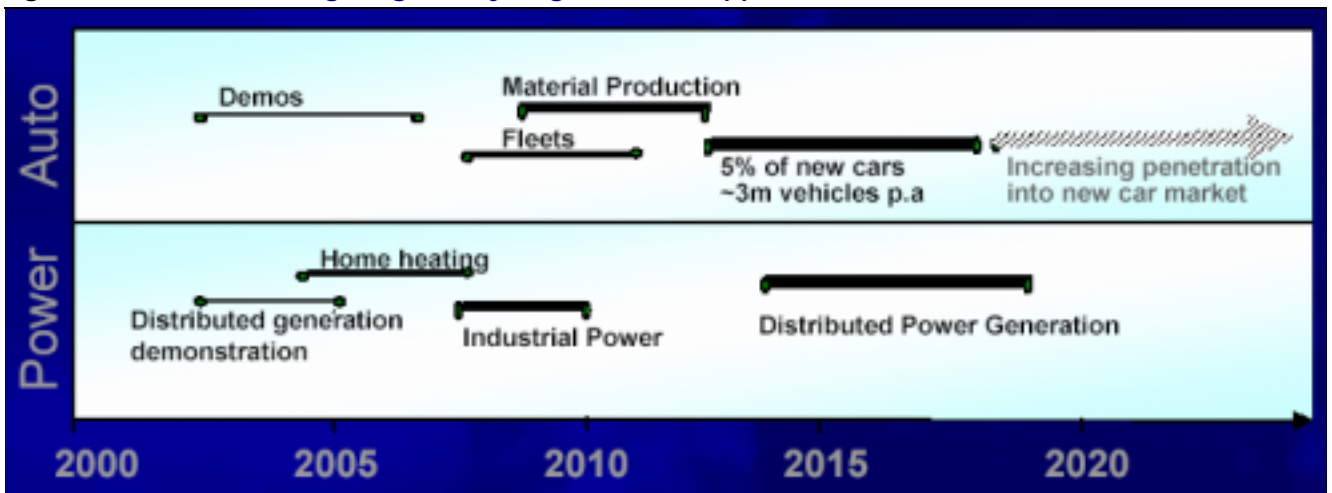 Auto
Demos
Material Production
Fleets
5% of new cars
~3m vehicles p.a
Increasing penetration
into new car market
Power
Home heating
Distributed generation
demonstration
Industrial Power
Distributed Power Generation
2000 2005 2010 2015 2020